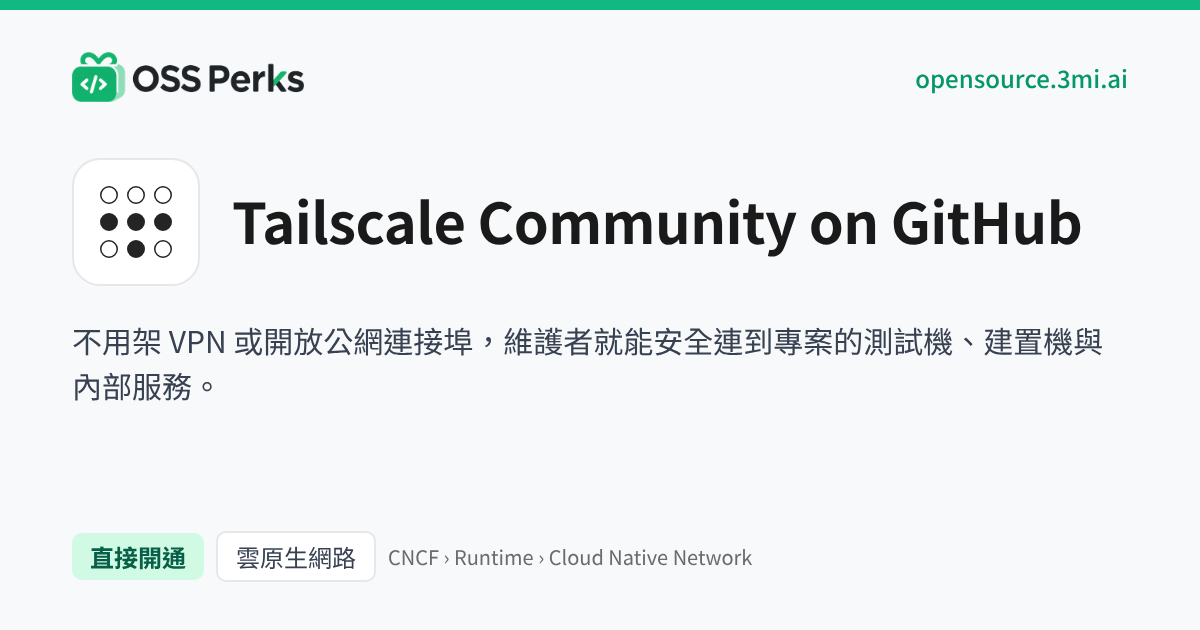 OSS Perks
opensource.3mi.ai
Tailscale Community on GitHub
不用架 VPN 或開放公網連接埠，維護者就能安全連到專案的測試機、建置機與
內部服務。
直接開通
雲原生網路
CNCF › Runtime › Cloud Native Network